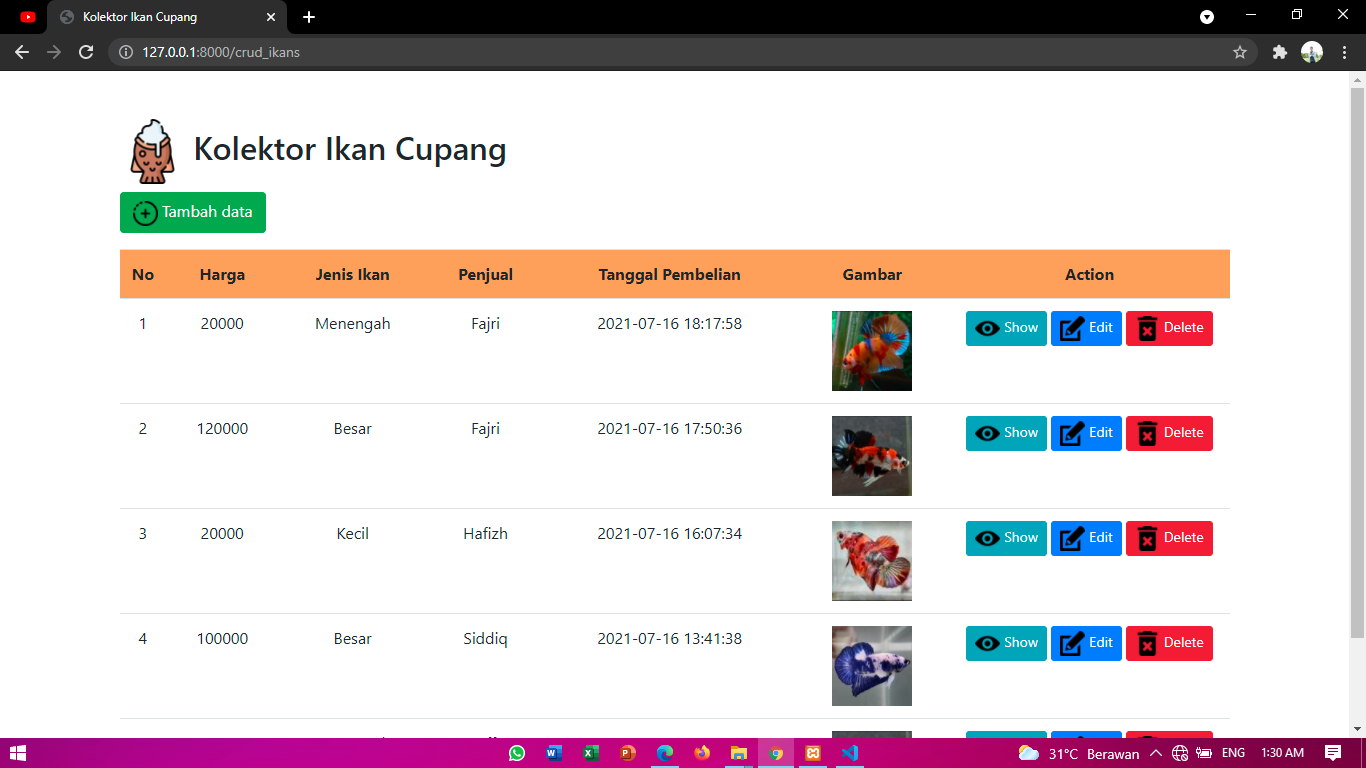 Kolektor Ikan Cupang
127.0.0.1:8000/crud_ikans
Kolektor Ikan Cupang
Tambah data
No Harga Jenis Ikan Penjual Tanggal Pembelian Gambar Action
1 20000 Menengah Fajri 2021-07-16 18:17:58 Show Edit Delete
2 120000 Besar Fajri 2021-07-16 17:50:36 Show Edit Delete
3 20000 Kecil Hafizh 2021-07-16 16:07:34 Show Edit Delete
4 100000 Besar Siddiq 2021-07-16 13:41:38 Show Edit Delete
31°C Berawan ENG 1:30 AM